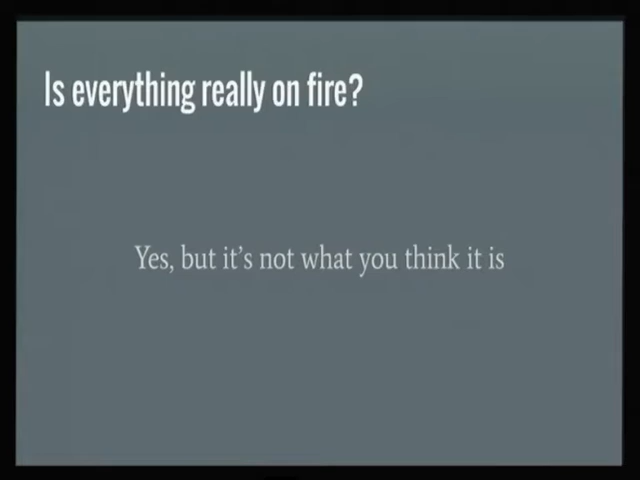 Is everything really on fire?
Yes, but it's not what you think it is